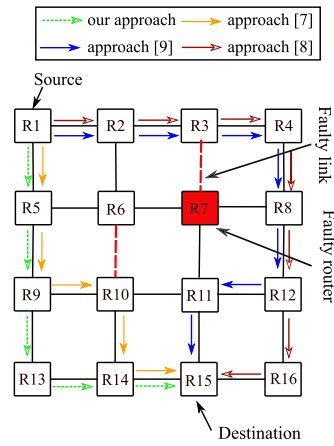 our approach
approach [7]
approach [9]
approach [8]
Source
R1
R2
R3
R4
Faulty link
R5
R6
R7
R8
Faulty router
R9
R10
R11
R12
R13
R14
R15
R16
Destination